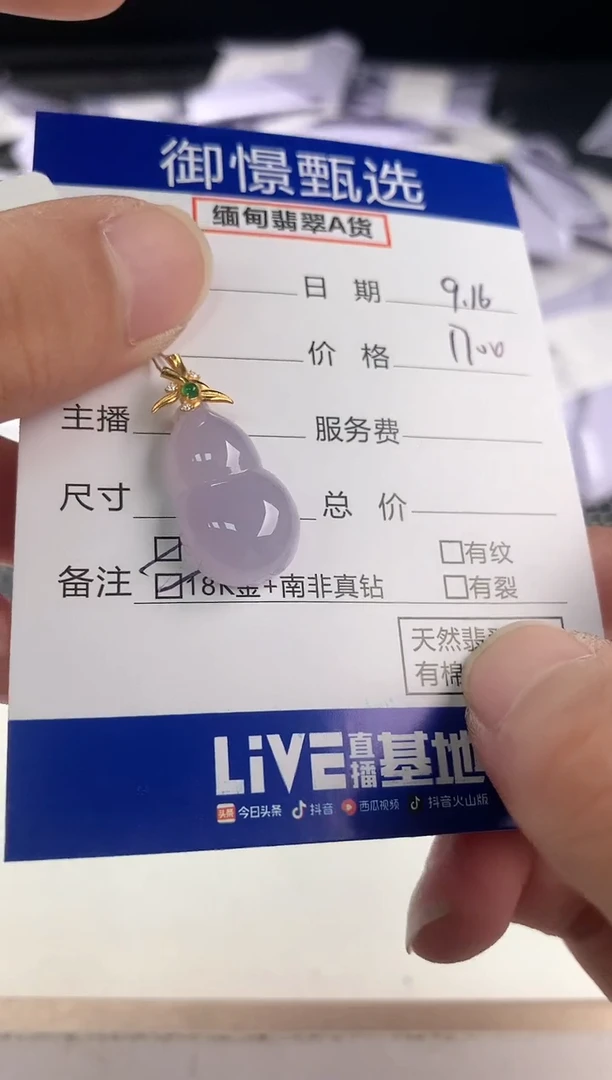 御憬甄选
缅甸翡翠A货
日期 9.16
价格 1700
主播
服务费
尺寸
总价
备注
□有纹
18K金+南非真钻
□有裂
天然翡
有棉
LiVE直播基地
头条 今日头条 抖音 西瓜视频 抖音火山版